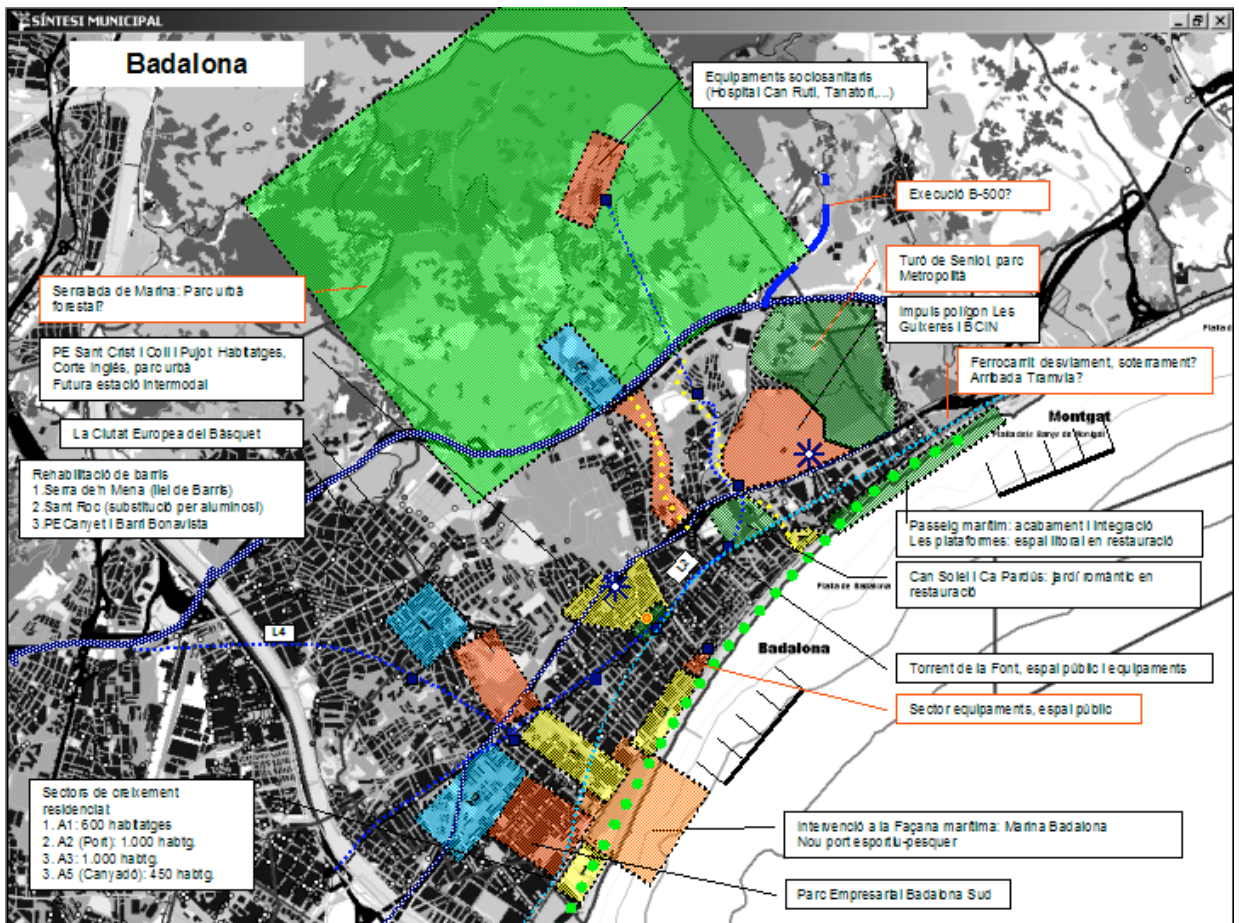 SÍNTESI MUNICIPAL
Badalona
Equipaments sociosanitaris
(Hospital Can Ruti, Tanatori,...)
Execució B-500?
Turó de Seniol, parc
Metropolità
Impuls polígon Les
Guixeres i BCIN
Serralada de Marina: Parc urbà
forestal?
PE Sant Crist i Coll i Pujol: Habitatges,
Corte Inglés, parc urbà
Futura estació intermodal
Ferrocarril: desviament, soterrament?
Arribada Tramvia?
Montgat
La Ciutat Europea del Bàsquet
Rehabilitació de barris
1.Serra d'en Mena (llei de Barris)
2.Sant Roc (substitució per aluminosi)
3.PECanyet i Barri Bonavista
Passeig marítim: acabament i integració
Les plataformes: espai litoral en restauració
L3
Platja de Badalona
Can Solei i Ca l'Arnús: jardí romàntic en
restauració
L4
Badalona
Torrent de la Font, espai públic i equipaments
Sector equipaments, espai públic
Sectors de creixement
residencial:
1. A1: 600 habitatges
2. A2 (Port): 1.000 habtg.
3. A3: 1.000 habtg.
3. A5 (Canyadó): 450 habtg.
Intervenció a la Façana marítima: Marina Badalona
Nou port esportiu-pesquer
Parc Empresarial Badalona Sud